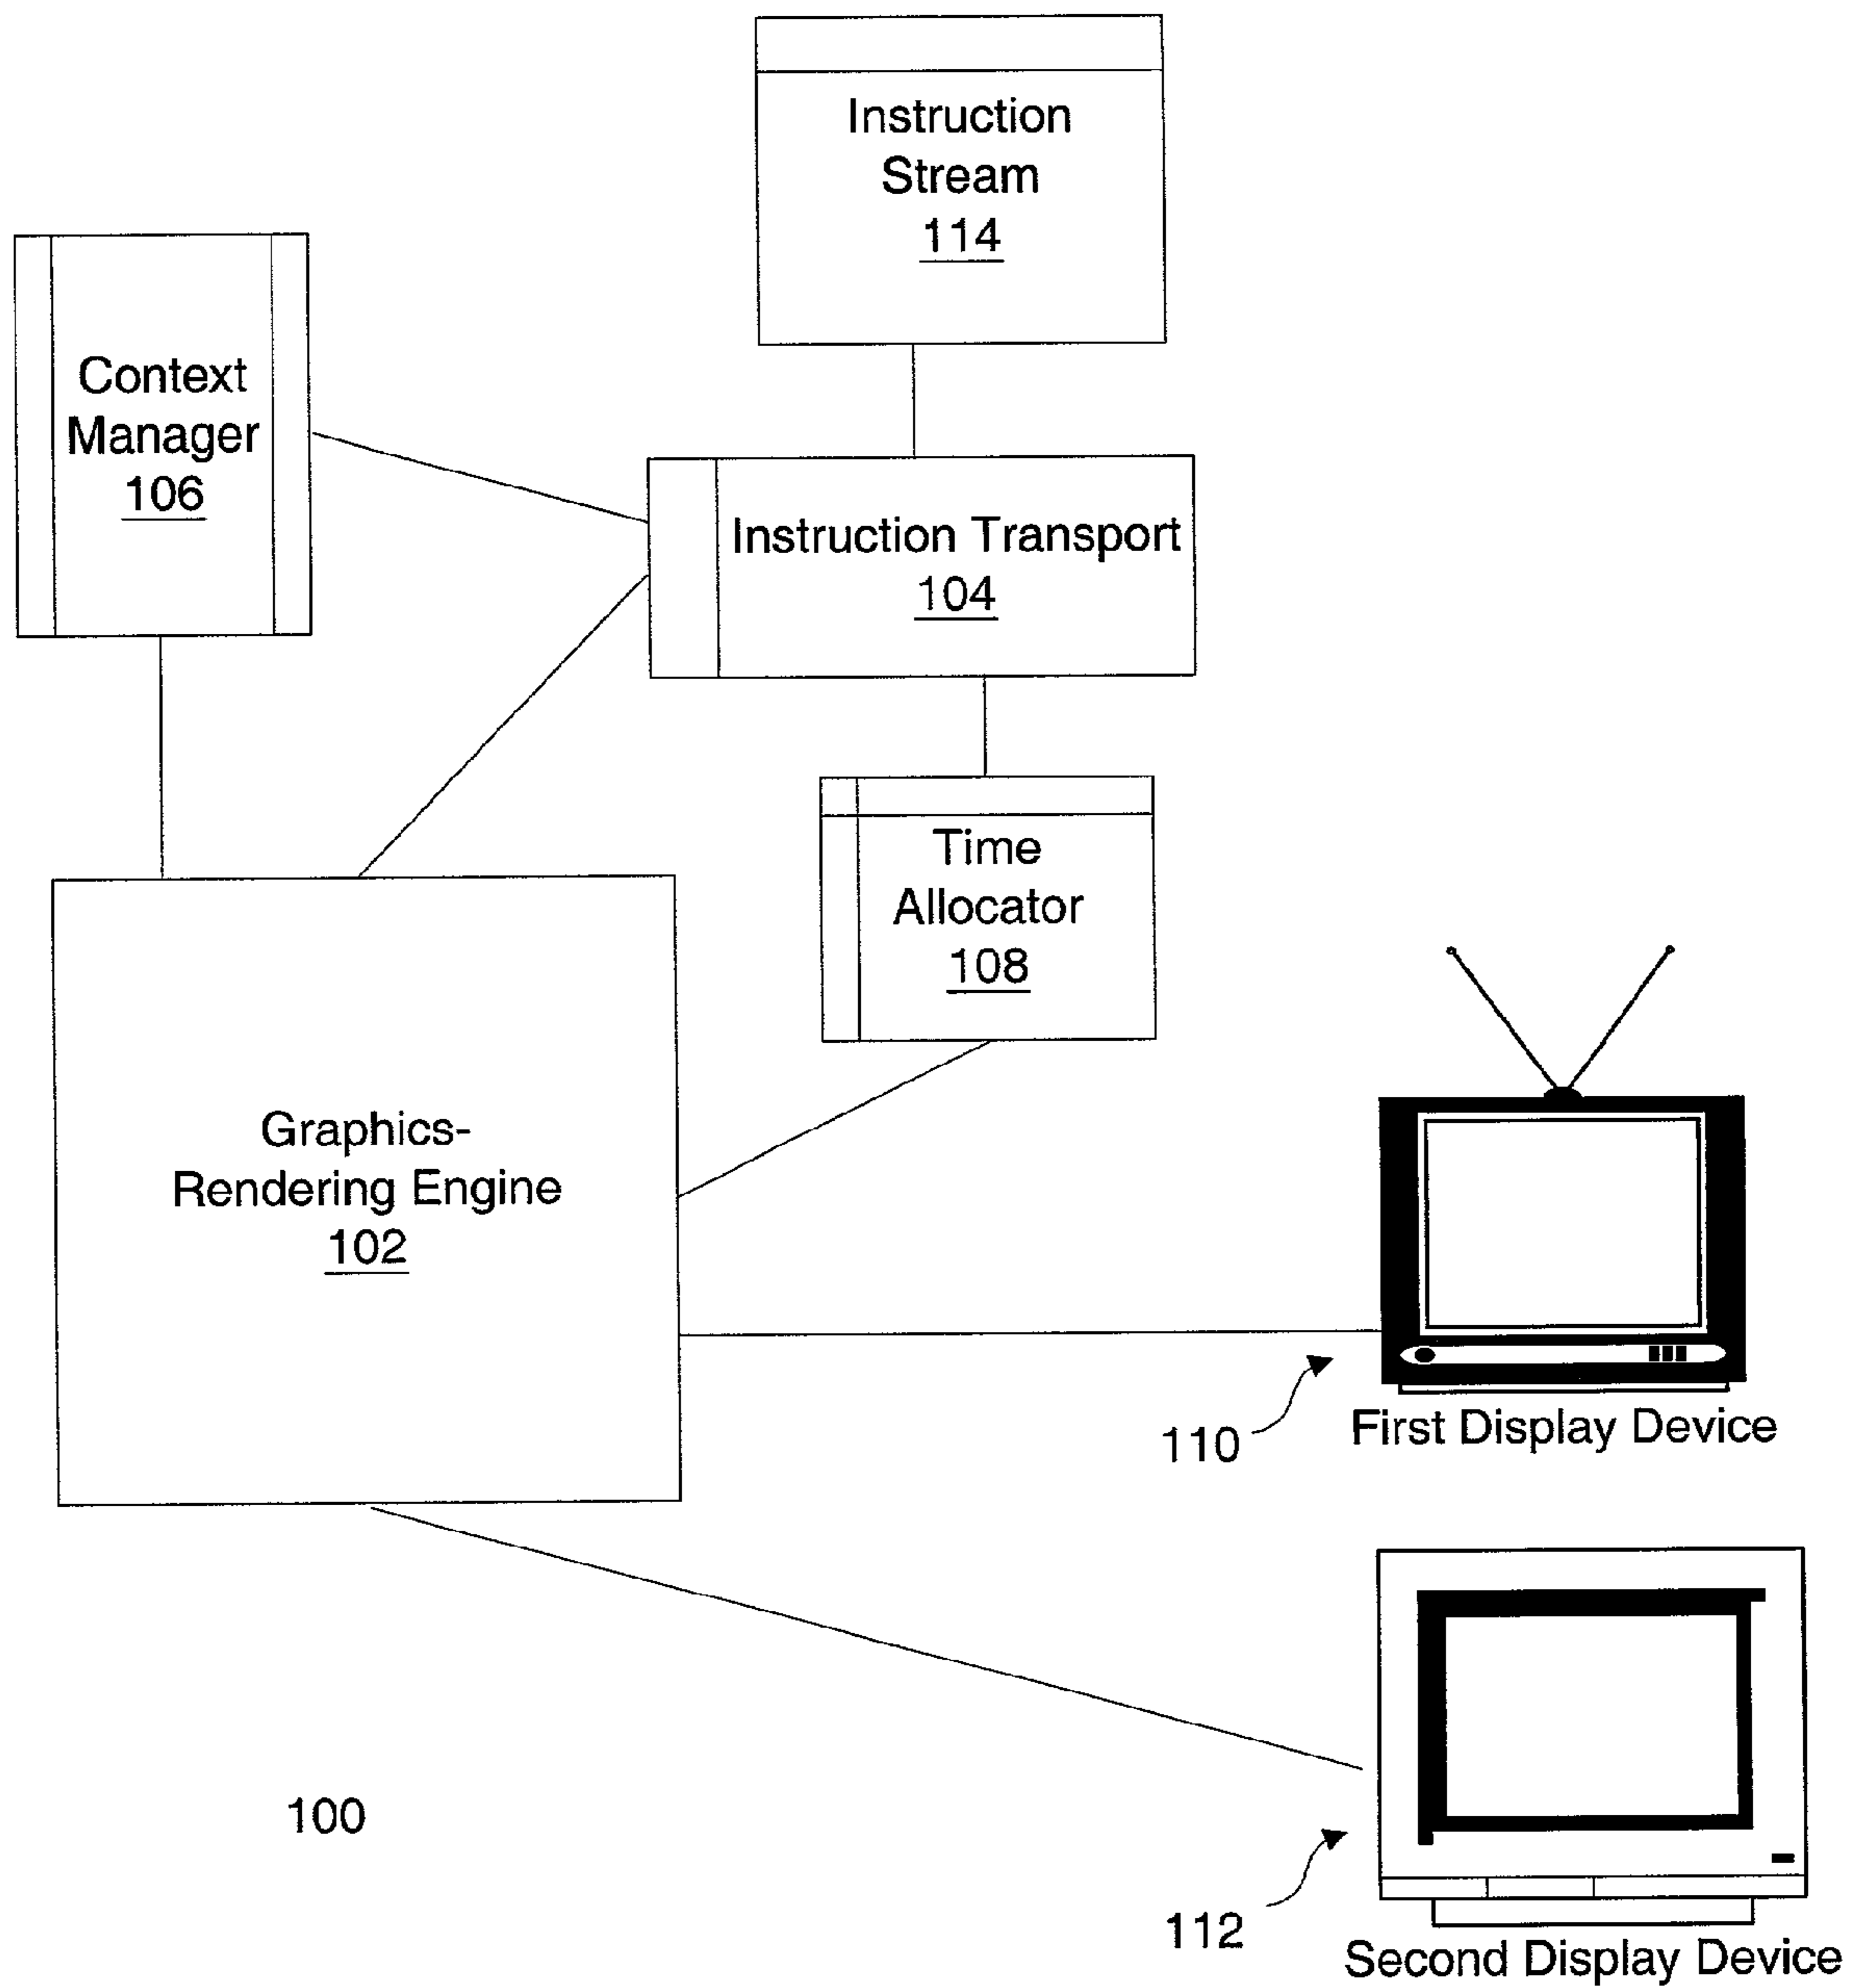 Instruction
Stream
114
Context
Manager
106
Instruction Transport
104
Time
Allocator
108
Graphics-
Rendering Engine
102
110
First Display Device
100
112
Second Display Device